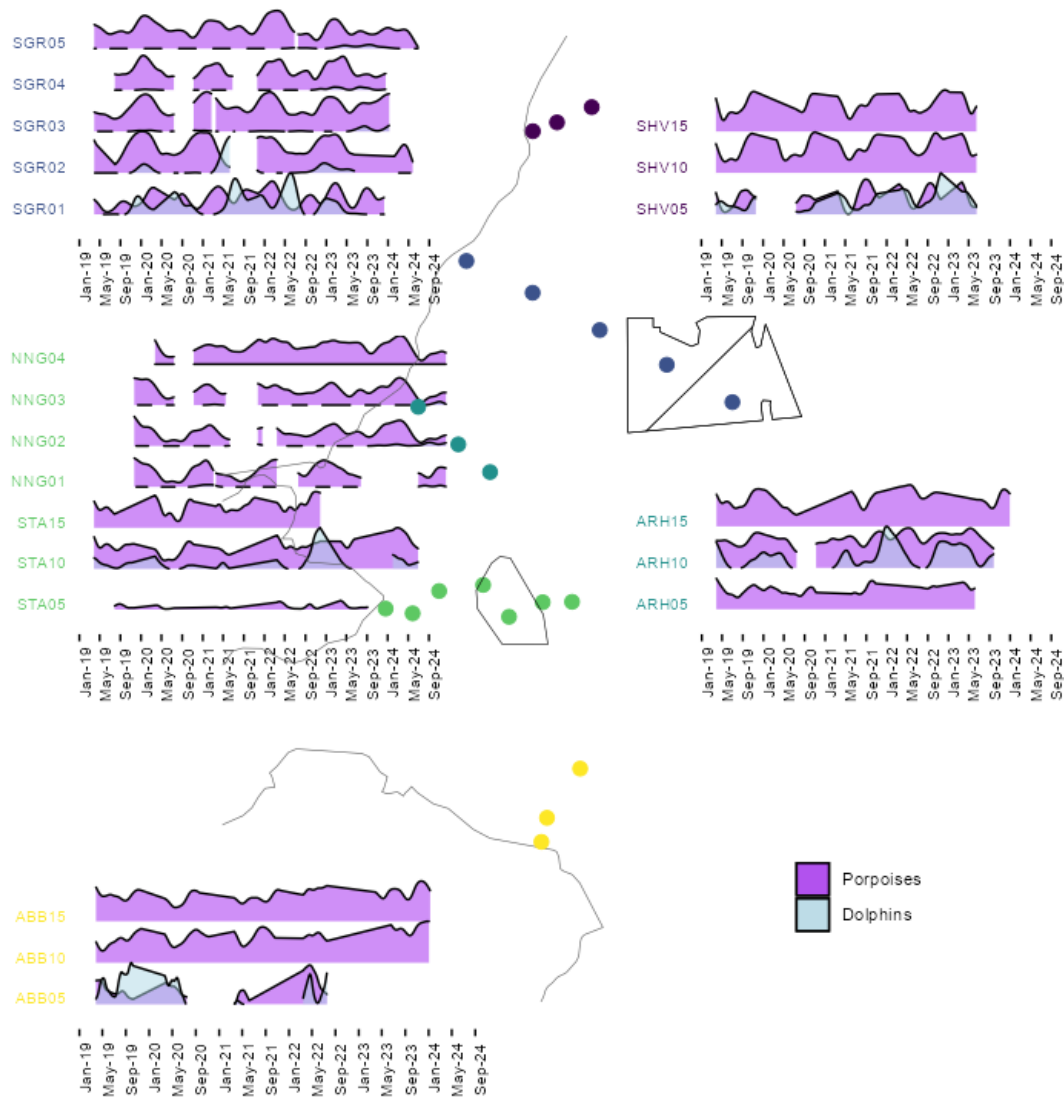 SGR05
SGR04
SGR03
SGR02
SGR01
Jan-19 May-19 Sep-19 Jan-20 May-20 Sep-20 Jan-21 May-21 Sep-21 Jan-22 May-22 Sep-22 Jan-23 May-23 Sep-23 Jan-24 May-24 Sep-24
SHV15
SHV10
SHV05
Jan-19 May-19 Sep-19 Jan-20 May-20 Sep-20 Jan-21 May-21 Sep-21 Jan-22 May-22 Sep-22 Jan-23 May-23 Sep-23 Jan-24 May-24 Sep-24
NNG04
NNG03
NNG02
NNG01
STA15
STA10
STA05
Jan-19 May-19 Sep-19 Jan-20 May-20 Sep-20 Jan-21 May-21 Sep-21 Jan-22 May-22 Sep-22 Jan-23 May-23 Sep-23 Jan-24 May-24 Sep-24
ARH15
ARH10
ARH05
Jan-19 May-19 Sep-19 Jan-20 May-20 Sep-20 Jan-21 May-21 Sep-21 Jan-22 May-22 Sep-22 Jan-23 May-23 Sep-23 Jan-24 May-24 Sep-24
Porpoises
Dolphins
ABB15
ABB10
ABB05
Jan-19 May-19 Sep-19 Jan-20 May-20 Sep-20 Jan-21 May-21 Sep-21 Jan-22 May-22 Sep-22 Jan-23 May-23 Sep-23 Jan-24 May-24 Sep-24